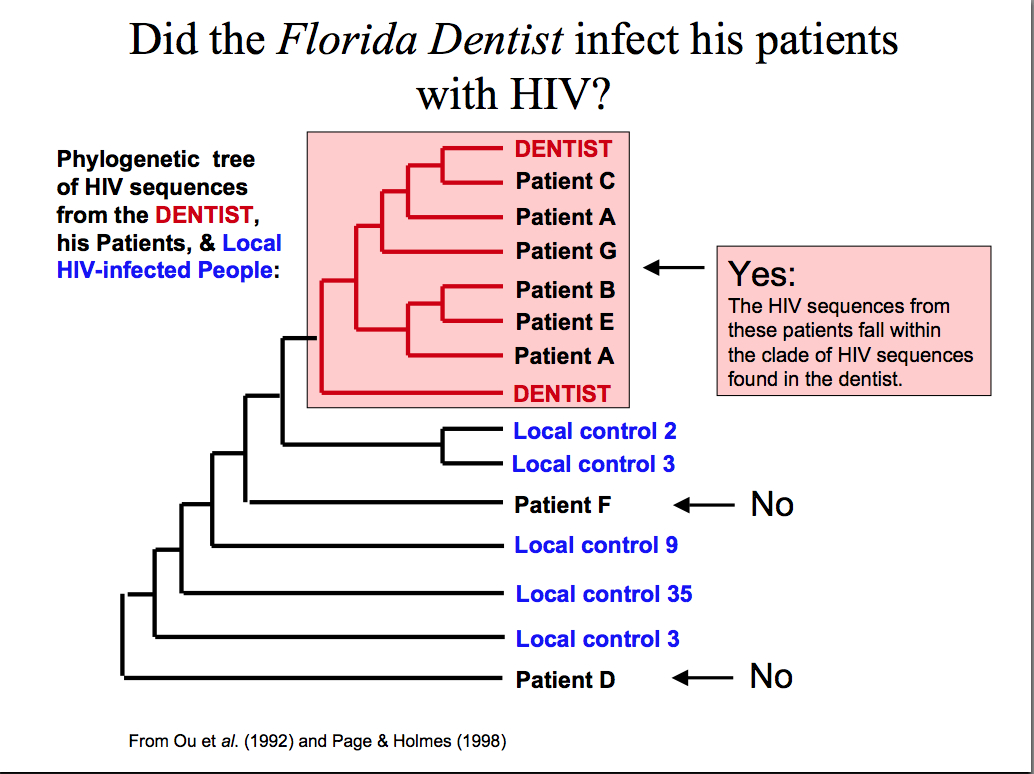 Did the Florida Dentist infect his patients
with HIV?
Phylogenetic tree
of HIV sequences
from the DENTIST,
his Patients, & Local
HIV-infected People:
DENTIST
Patient C
Patient A
Patient G
Patient B
Patient E
Patient A
DENTIST
Yes:
The HIV sequences from
these patients fall within
the clade of HIV sequences
found in the dentist.
Local control 2
Local control 3
Patient F
No
Local control 9
Local control 35
Local control 3
Patient D
No
From Ou et al. (1992) and Page & Holmes (1998)